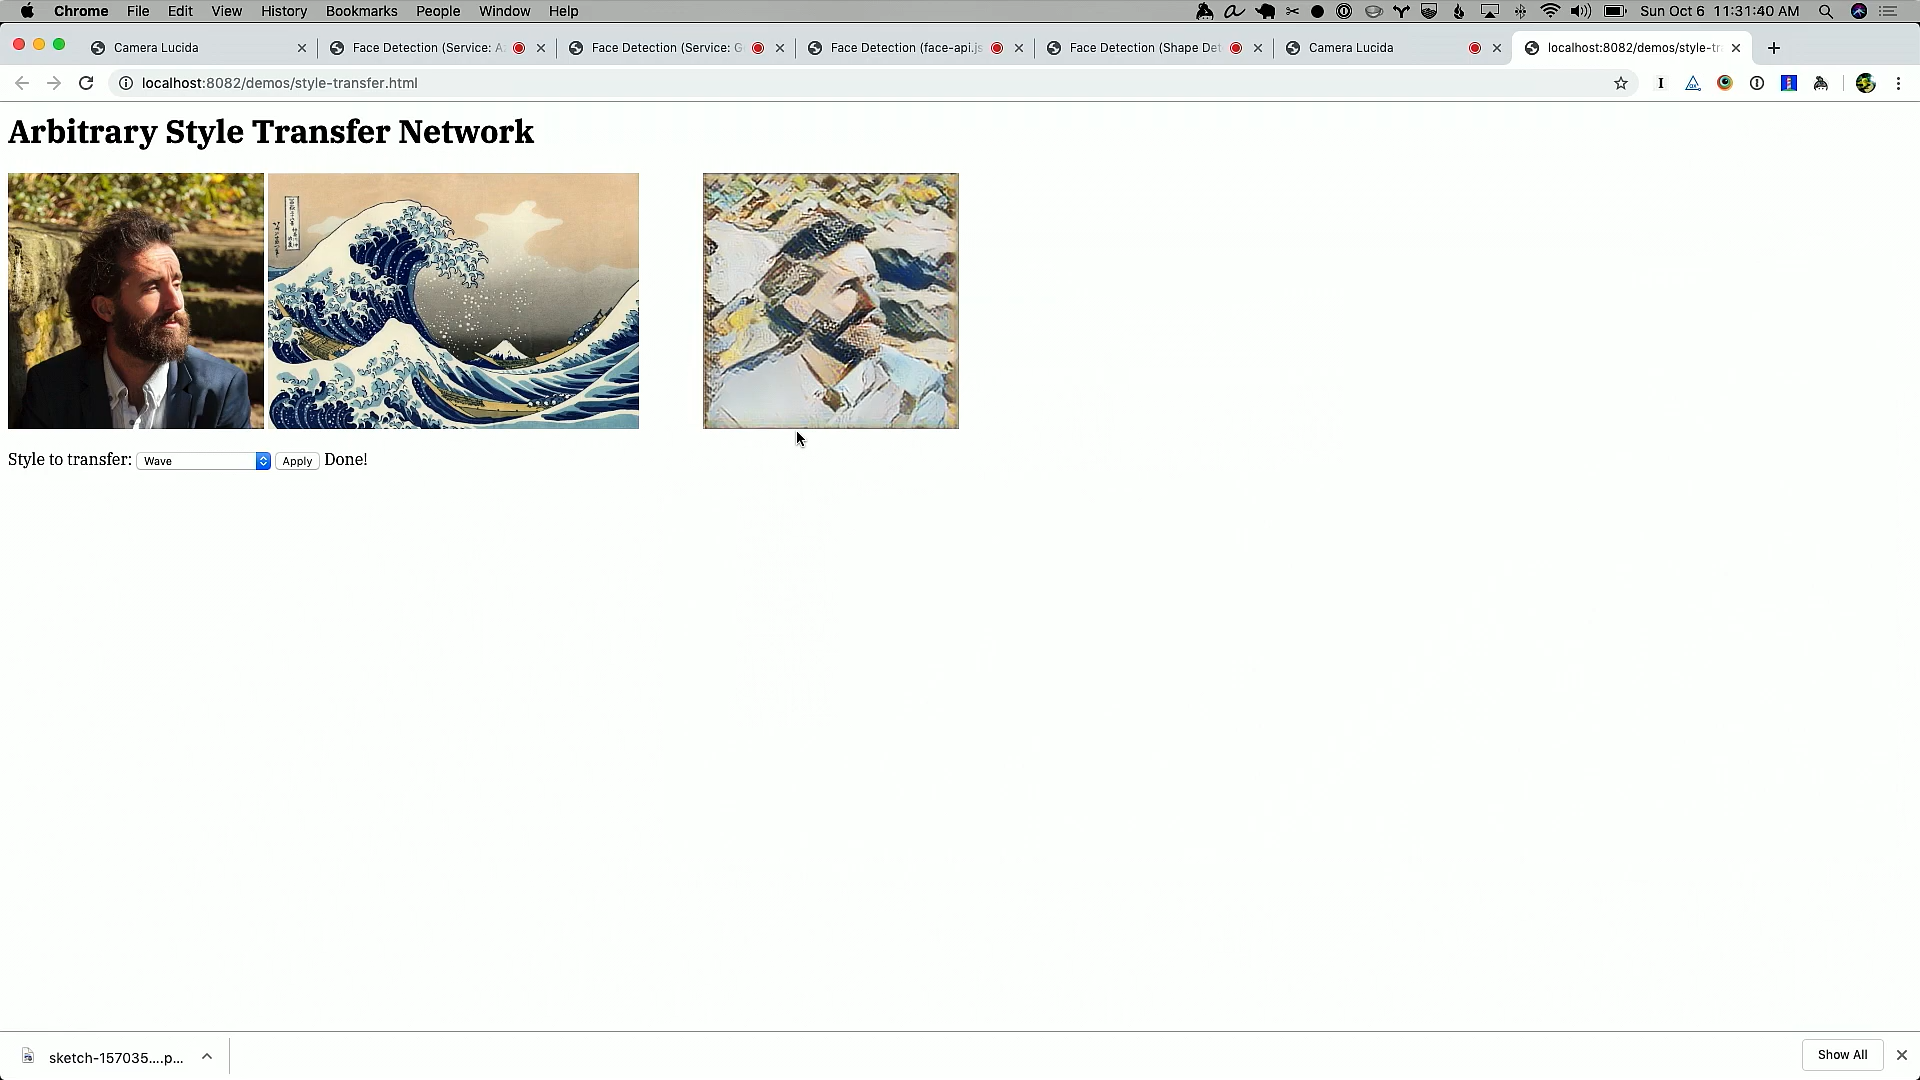 Chrome File Edit View History Bookmarks People Window Help Sun Oct 6 11:31:40 AM
Camera Lucida Face Detection (Service: A Face Detection (Service: G Face Detection (face-api.js Face Detection (Shape Det Camera Lucida localhost:8082/demos/style-tr
localhost:8082/demos/style-transfer.html
Arbitrary Style Transfer Network
Style to transfer: Wave Apply Done!
sketch-157035....p... Show All